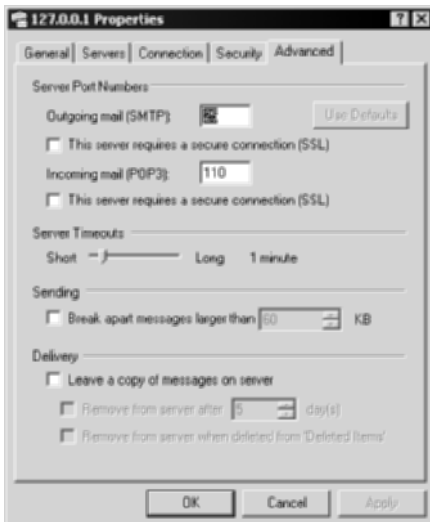 127.0.0.1 Properties
General Servers Connection Security Advanced
Server Port Numbers
Outgoing mail (SMTP): Use Defaults
This server requires a secure connection (SSL)
Incoming mail (POP3): 110
This server requires a secure connection (SSL)
Server Timeouts
Short Long 1 minute
Sending
Break apart messages larger than 60 KB
Delivery
Leave a copy of messages on server
Remove from server after 5 day(s)
Remove from server when deleted from 'Deleted Items'
OK Cancel Apply